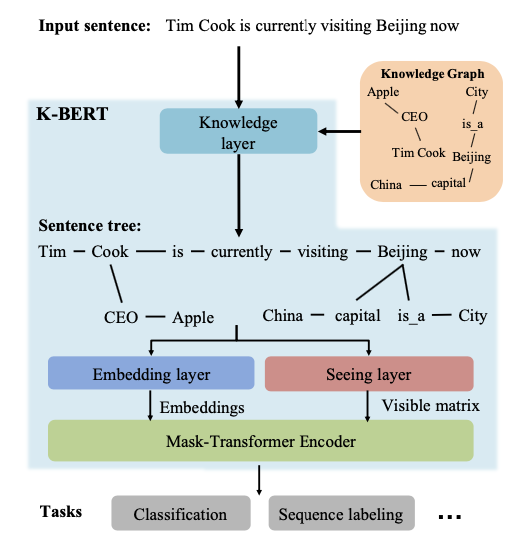 Input sentence: Tim Cook is currently visiting Beijing now
Knowledge Graph
Apple
City
CEO
is_a
Tim Cook
Beijing
China
capital
K-BERT
Knowledge
layer
Sentence tree:
Tim — Cook — is — currently — visiting — Beijing — now
CEO — Apple
China — capital
is_a — City
Embedding layer
Seeing layer
Embeddings
Visible matrix
Mask-Transformer Encoder
Tasks
Classification
Sequence labeling
...